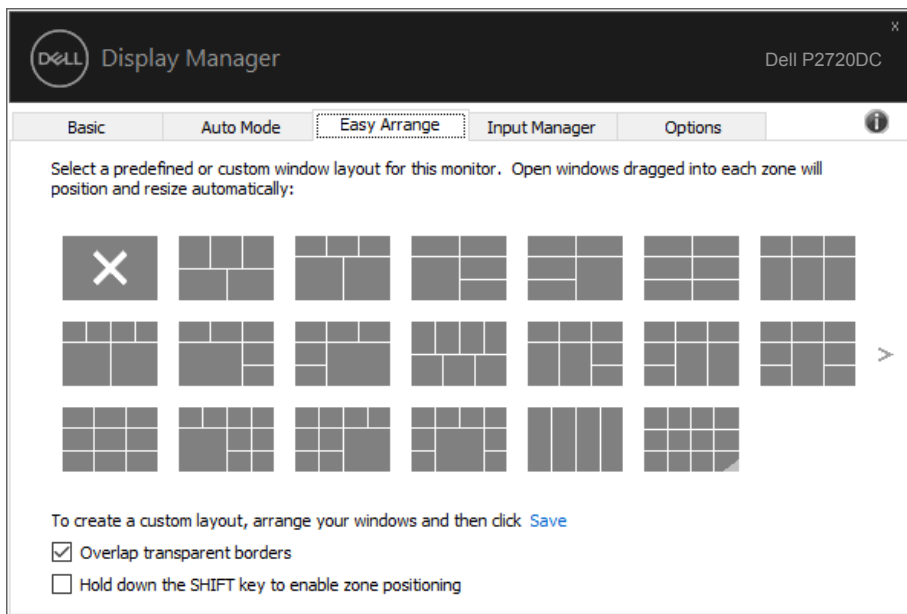 x
DELL Display Manager
Dell P2720DC
Basic Auto Mode Easy Arrange Input Manager Options
Select a predefined or custom window layout for this monitor. Open windows dragged into each zone will
position and resize automatically:
>
To create a custom layout, arrange your windows and then click Save
Overlap transparent borders
Hold down the SHIFT key to enable zone positioning